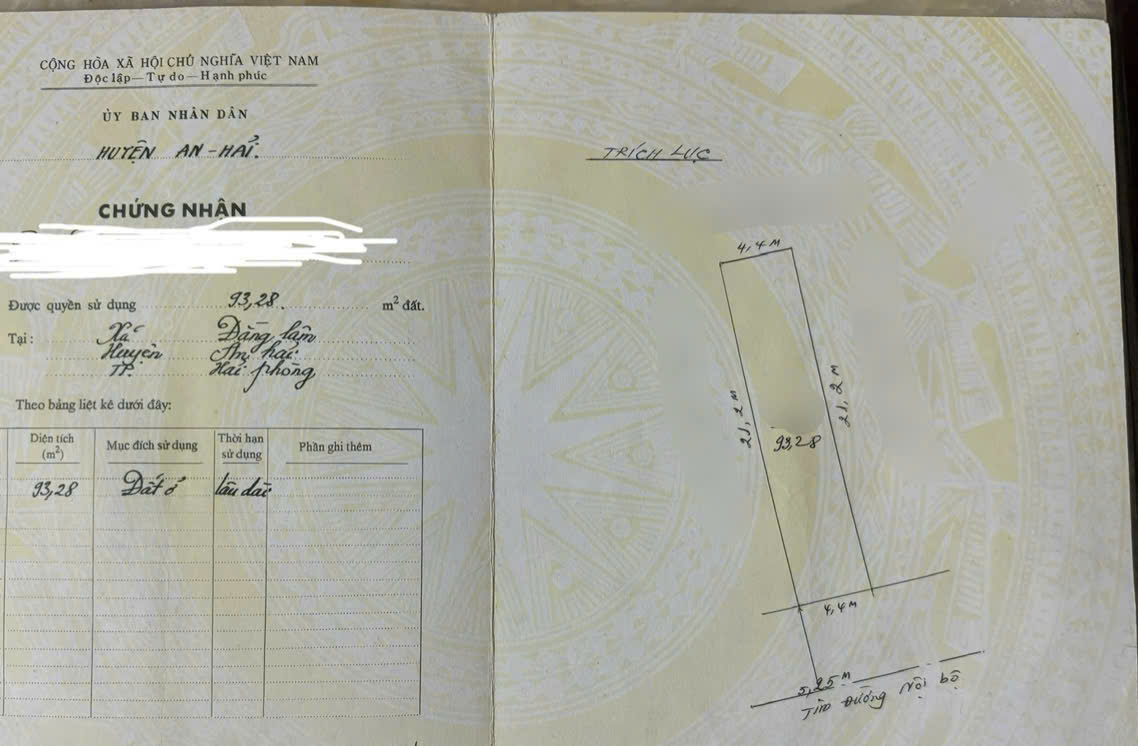 CỘNG HÒA XÃ HỘI CHỦ NGHĨA VIỆT NAM
Độc lập—Tự do—Hạnh phúc
ỦY BAN NHÂN DÂN
HUYỆN AN-HẢI.
CHỨNG NHẬN
Được quyền sử dụng 93,28. m² đất.
Tại: Xã Đằng lâm
Huyện An hải
TP. Hải phòng
Theo bảng liệt kê dưới đây:
Diện tích (m²) Mục đích sử dụng Thời hạn sử dụng Phần ghi thêm
93,28 Đất ở lâu dài
TRÍCH LỤC
4,4 M
21,2 M
21,2 M
93,28
4,4 M
5,25 M
Tim Đường Nội bộ